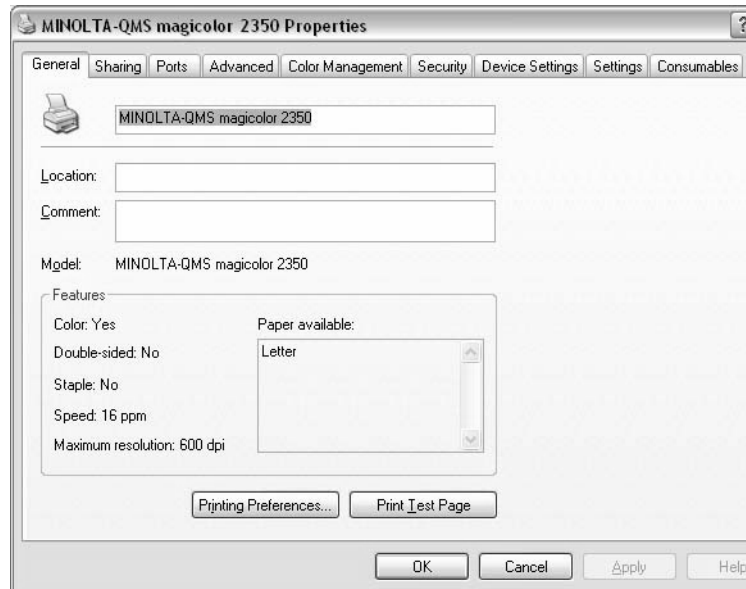 MINOLTA-QMS magicolor 2350 Properties ?
General Sharing Ports Advanced Color Management Security Device Settings Settings Consumables
MINOLTA-QMS magicolor 2350
Location:
Comment:
Model: MINOLTA-QMS magicolor 2350
Features
Color: Yes Paper available:
Double-sided: No Letter
Staple: No
Speed: 16 ppm
Maximum resolution: 600 dpi
Printing Preferences... Print Test Page
OK Cancel Apply Help